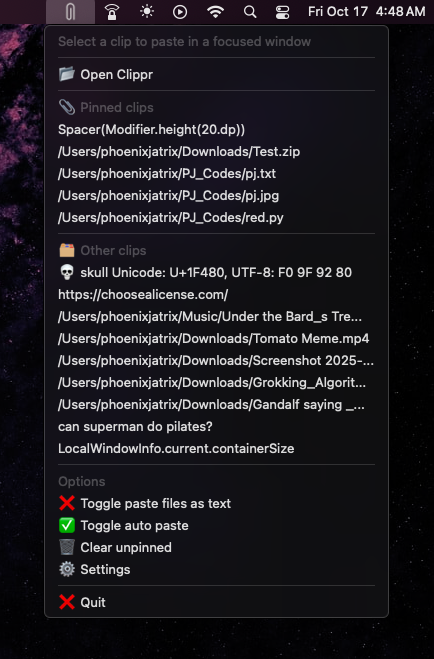 Fri Oct 17 4:48 AM
Select a clip to paste in a focused window
Open Clippr
Pinned clips
Spacer(Modifier.height(20.dp))
/Users/phoenixjatrix/Downloads/Test.zip
/Users/phoenixjatrix/PJ_Codes/pj.txt
/Users/phoenixjatrix/PJ_Codes/pj.jpg
/Users/phoenixjatrix/PJ_Codes/red.py
Other clips
💀 skull Unicode: U+1F480, UTF-8: F0 9F 92 80
https://choosealicense.com/
/Users/phoenixjatrix/Music/Under the Bard_s Tre...
/Users/phoenixjatrix/Downloads/Tomato Meme.mp4
/Users/phoenixjatrix/Downloads/Screenshot 2025-...
/Users/phoenixjatrix/Downloads/Grokking_Algorit...
/Users/phoenixjatrix/Downloads/Gandalf saying _...
can superman do pilates?
LocalWindowInfo.current.containerSize
Options
❌ Toggle paste files as text
✅ Toggle auto paste
Clear unpinned
Settings
❌ Quit